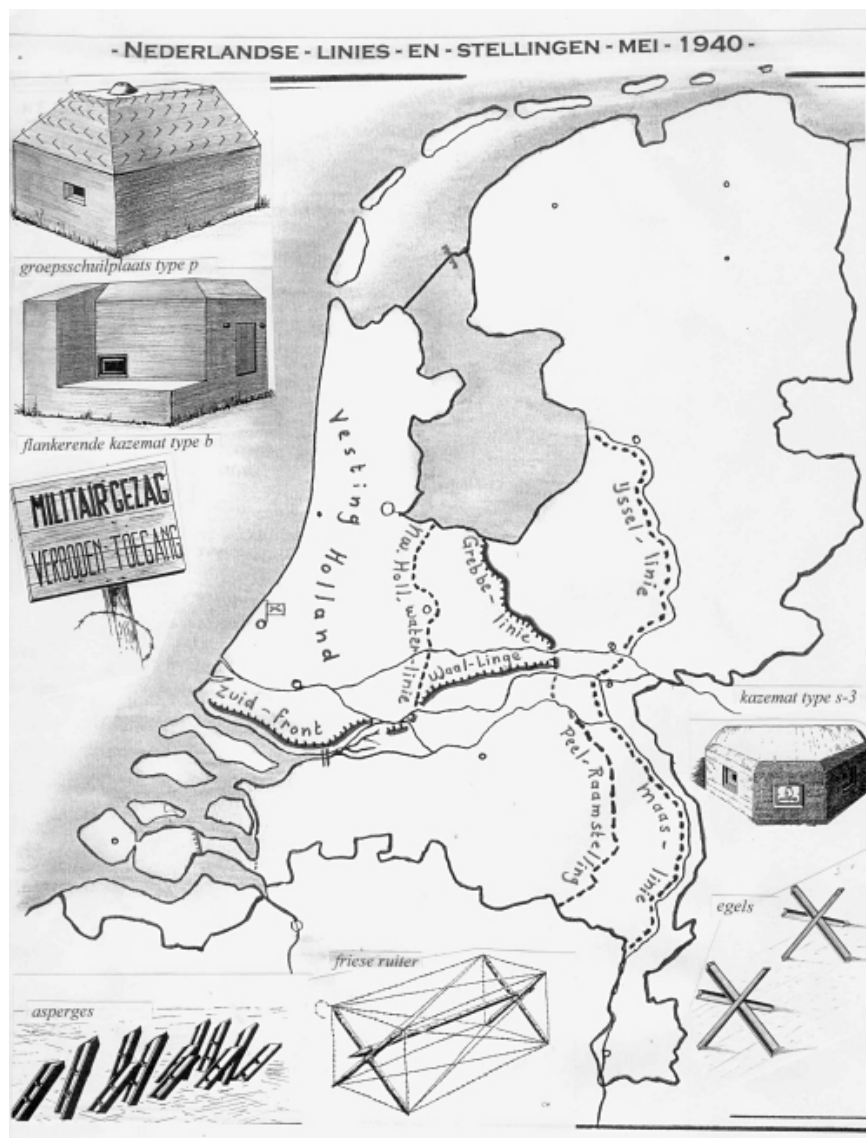 - NEDERLANDSE - LINIES - EN - STELLINGEN - MEI - 1940 -
groepsschuilplaats type p
flankerende kazemat type b
MILITAIR GEZAG
VERBODEN TOEGANG
Vesting Holland
Nw. Holl. water-linie
Grebbe-
linie
IJssel-linie
Waal-Linge
Zuid-front
Peel-Raamstelling
Maas-linie
kazemat type s-3
egels
friese ruiter
asperges